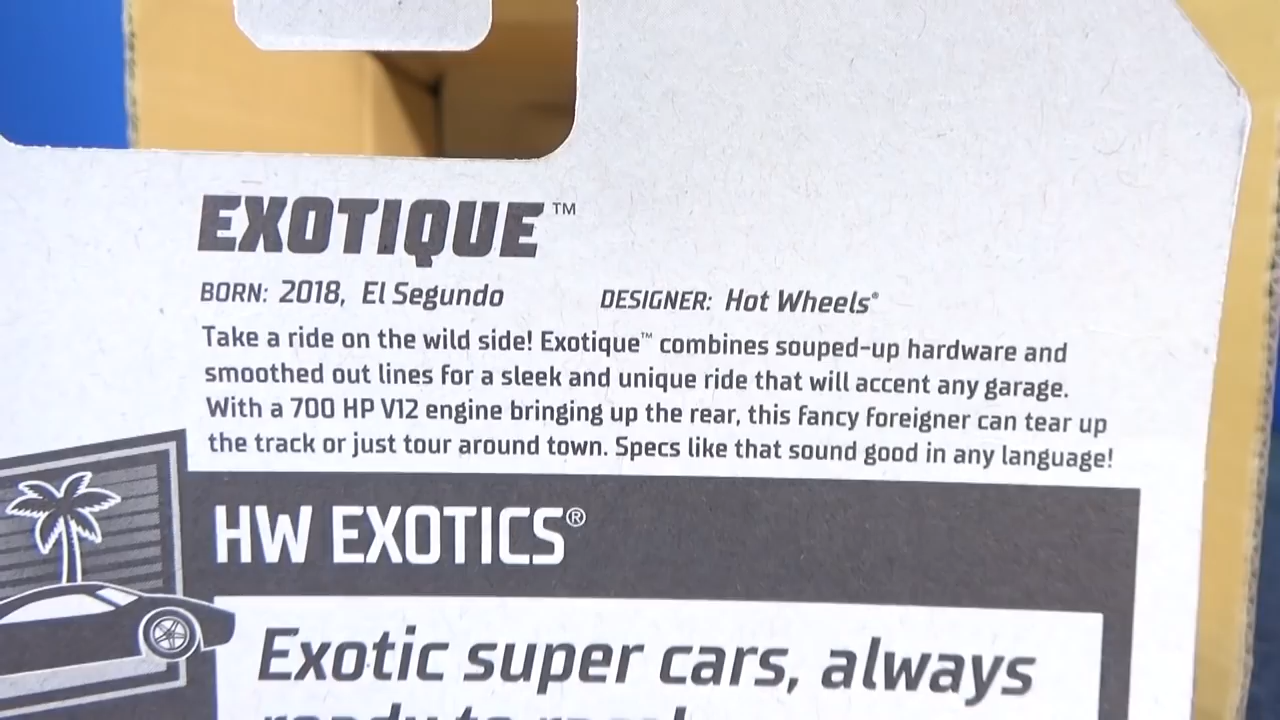 EXOTIQUE™
BORN: 2018, El Segundo DESIGNER: Hot Wheels®
Take a ride on the wild side! Exotique™ combines souped-up hardware and
smoothed out lines for a sleek and unique ride that will accent any garage.
With a 700 HP V12 engine bringing up the rear, this fancy foreigner can tear up
the track or just tour around town. Specs like that sound good in any language!
HW EXOTICS®
Exotic super cars, always